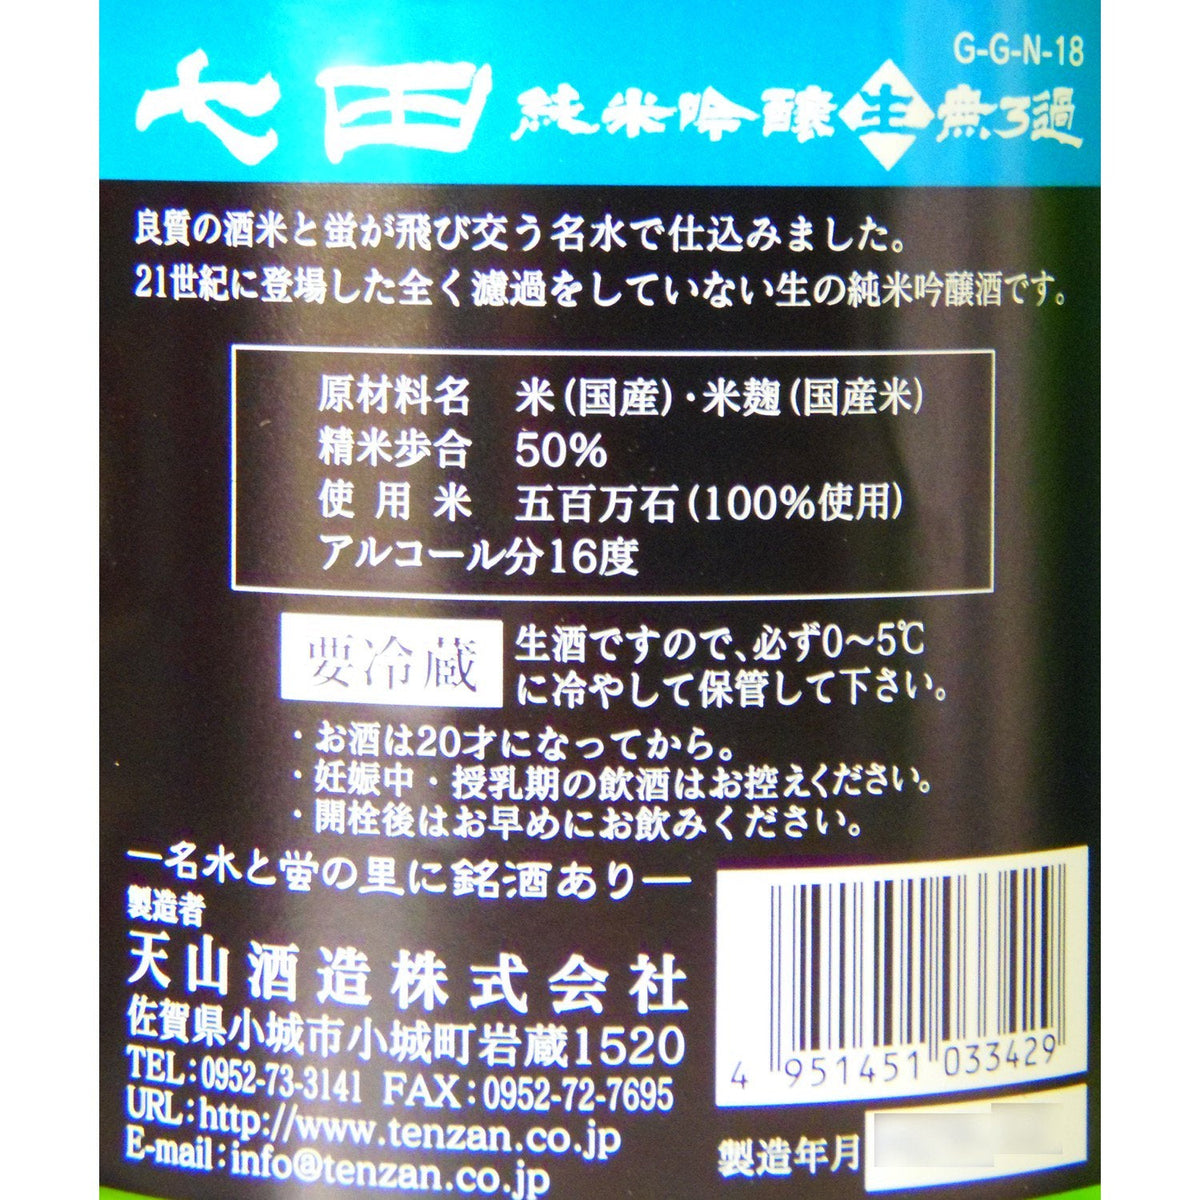 G-G-N-18
七田 純米吟醸 生 無ろ過
良質の酒米と蛍が飛び交う名水で仕込みました。
21世紀に登場した全く濾過をしていない生の純米吟醸酒です。
原材料名 米(国産)・米麹(国産米)
精米歩合 50%
使用米 五百万石(100%使用)
アルコール分16度
要冷蔵
生酒ですので、必ず0～5℃
に冷やして保管して下さい。
・お酒は20才になってから。
・妊娠中・授乳期の飲酒はお控えください。
・開栓後はお早めにお飲みください。
―名水と蛍の里に銘酒あり―
製造者
天山酒造株式会社
佐賀県小城市小城町岩蔵1520
TEL:0952-73-3141 FAX:0952-72-7695
URL:http://www.tenzan.co.jp
E-mail:info@tenzan.co.jp
4 951451 033429
製造年月